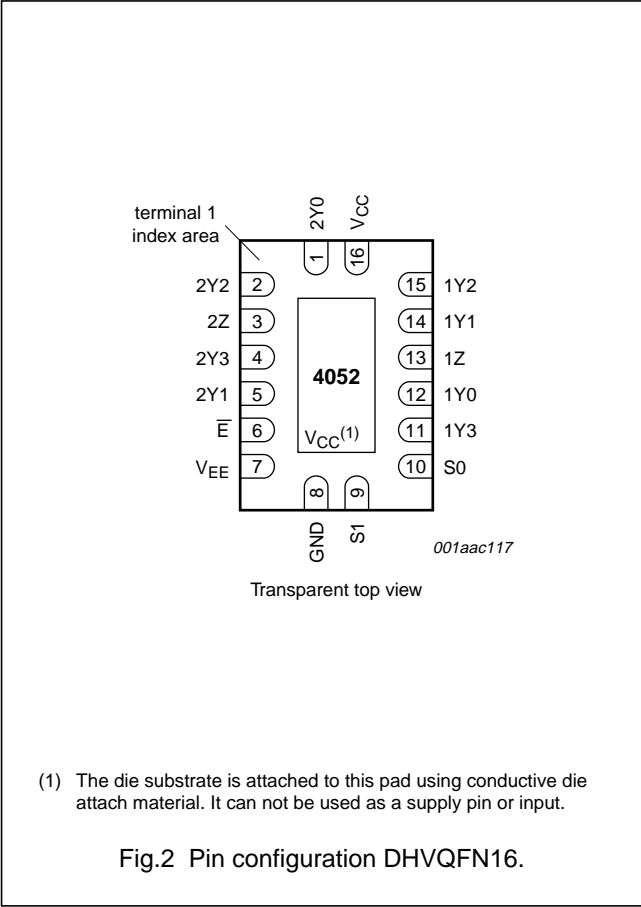 terminal 1
index area
2Y0
VCC
1
16
2Y2 2
15 1Y2
2Z 3
14 1Y1
2Y3 4
13 1Z
4052
2Y1 5
12 1Y0
E̅ 6
11 1Y3
VCC(1)
VEE 7
10 S0
8
9
GND
S1
001aac117
Transparent top view
(1) The die substrate is attached to this pad using conductive die
attach material. It can not be used as a supply pin or input.
Fig.2 Pin configuration DHVQFN16.